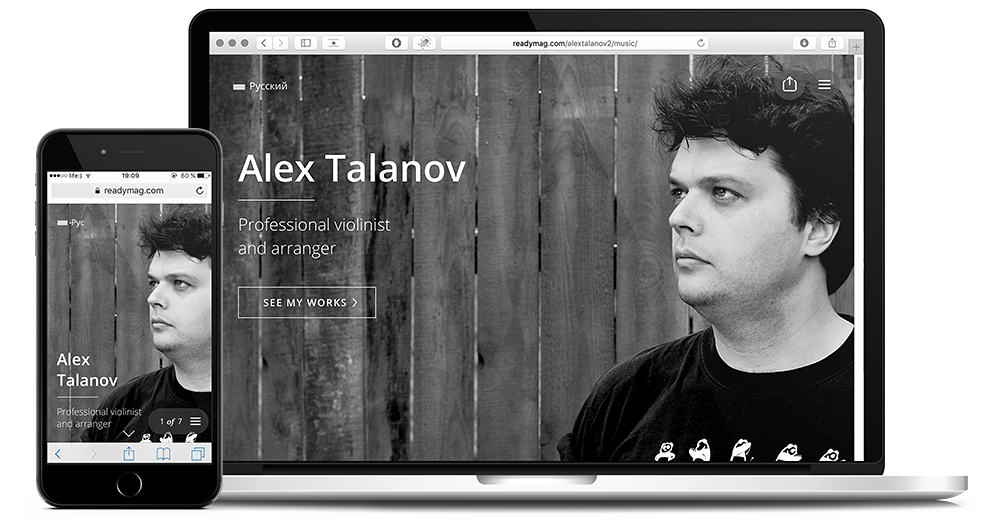 readymag.com/alextalanov2/music/
Русский
Alex Talanov
Professional violinist
and arranger
SEE MY WORKS
life:)
19:09
60 %
readymag.com
Рус
Alex
Talanov
Professional violinist
and arranger
1 of 7